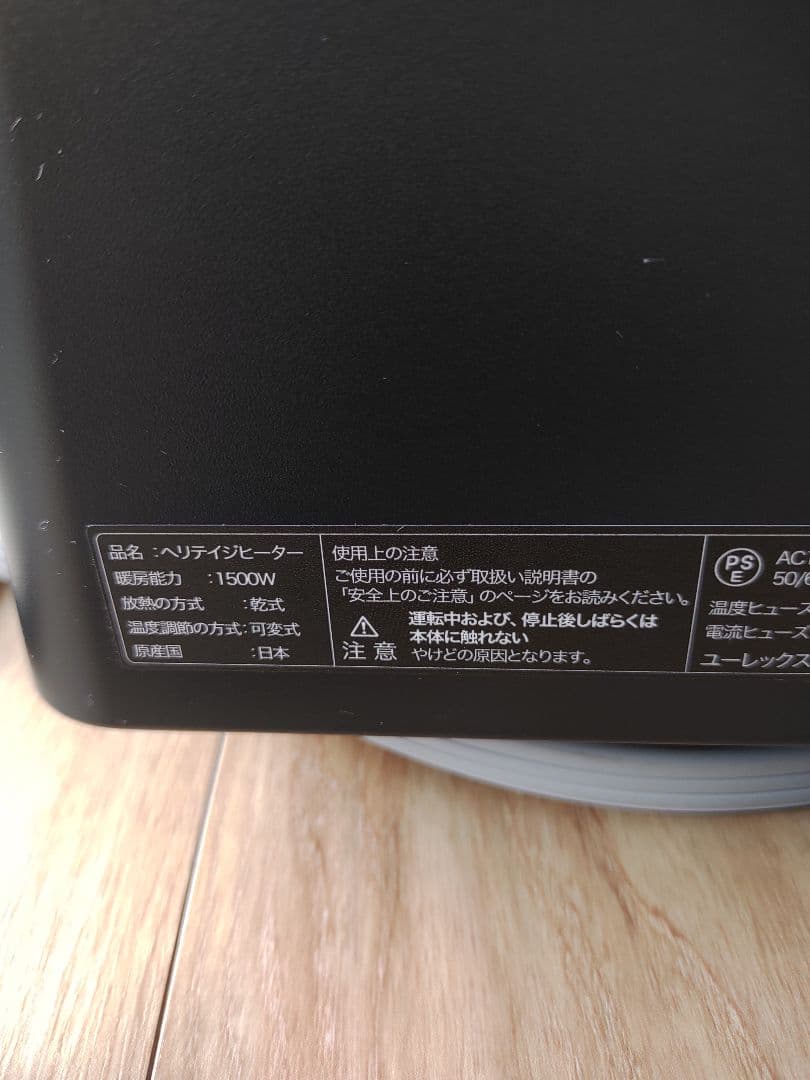 品名 :ヘリテイジヒーター
暖房能力 :1500W
放熱の方式 :乾式
温度調節の方式:可変式
原産国 :日本
使用上の注意
ご使用の前に必ず取扱い説明書の
「安全上のご注意」のページをお読みください。
注意
運転中および、停止後しばらくは
本体に触れない
やけどの原因となります。
PS
E
AC1
50/6
温度ヒューズ
電流ヒューズ
ユーレックス